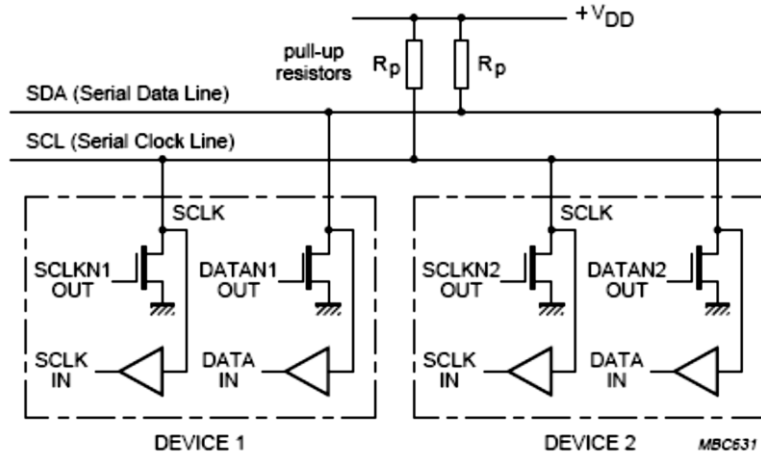 +VDD
pull-up
resistors
Rp
Rp
SDA (Serial Data Line)
SCL (Serial Clock Line)
SCLK
SCLK
SCLKN1
OUT
DATAN1
OUT
SCLKN2
OUT
DATAN2
OUT
SCLK
IN
DATA
IN
SCLK
IN
DATA
IN
DEVICE 1
DEVICE 2
MBC631